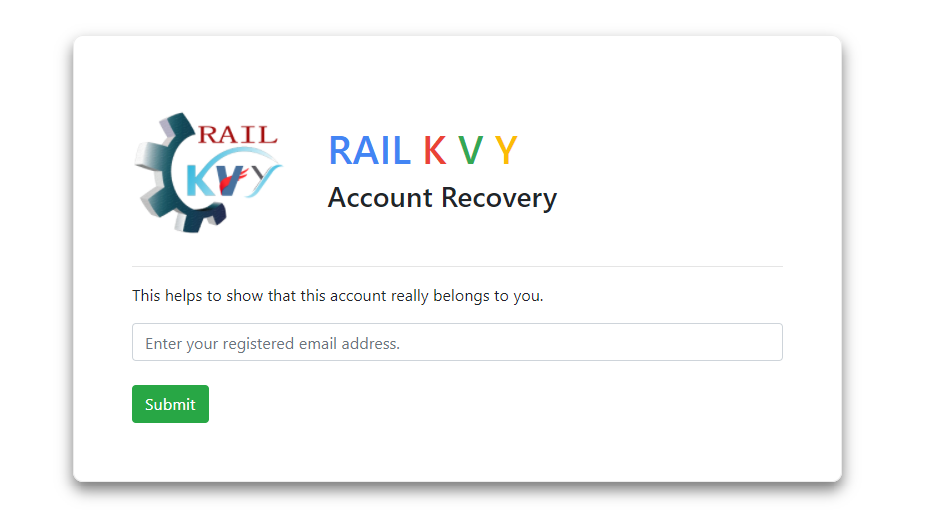 RAIL
KVY
RAIL K V Y
Account Recovery
This helps to show that this account really belongs to you.
Enter your registered email address.
Submit